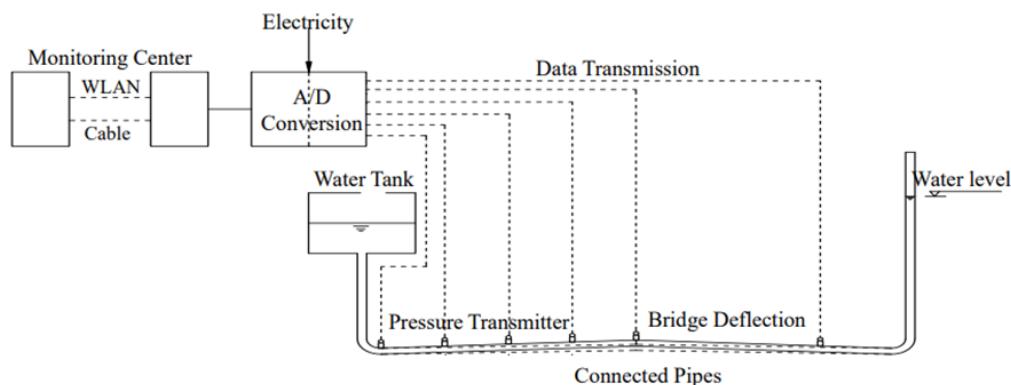 Electricity
Monitoring Center
WLAN
Cable
A/D
Conversion
Data Transmission
Water Tank
Water level
Pressure Transmitter
Bridge Deflection
Connected Pipes